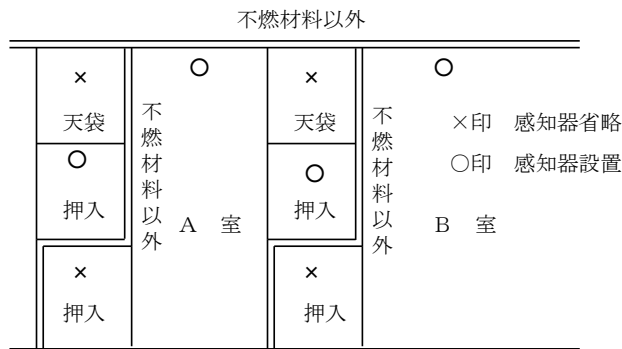 不燃材料以外
× ○ × ○
天袋
不燃材料以外
天袋
不燃材料以外
×印 感知器省略
○印 感知器設置
○
押入
○
押入
A 室
B 室
×
押入
×
押入